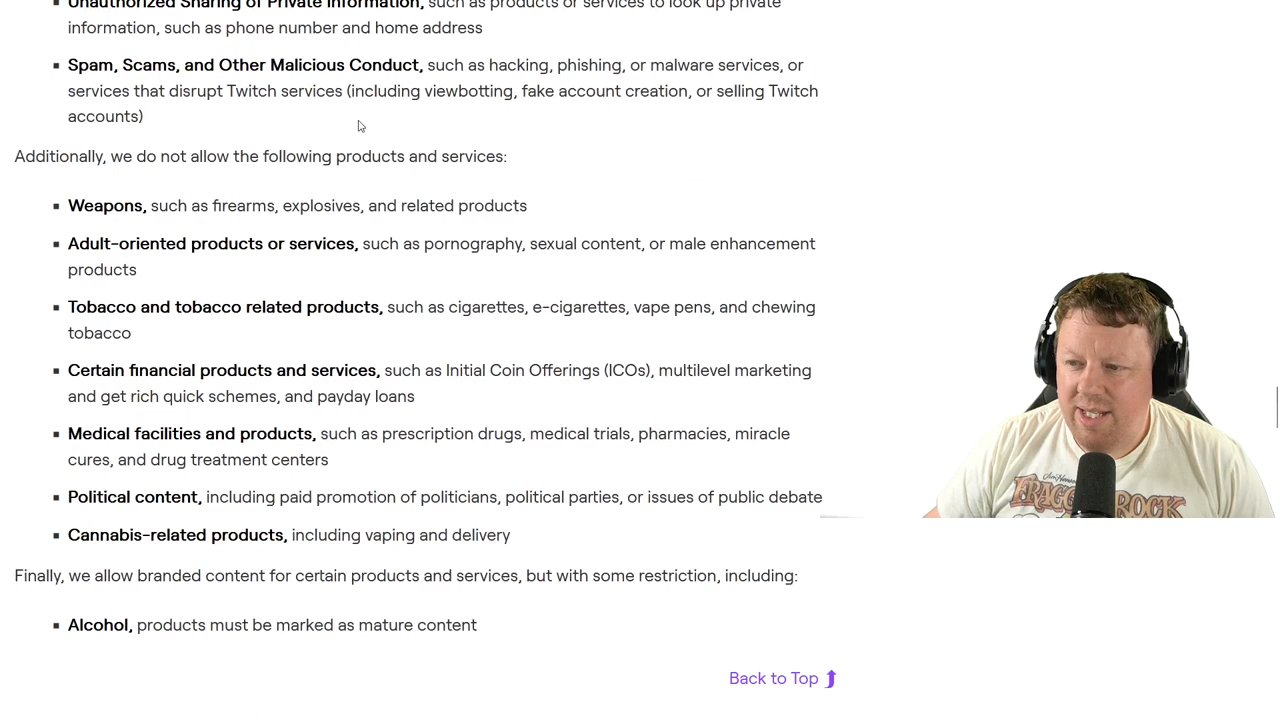 Unauthorized Sharing of Private Information, such as products or services to look up private
information, such as phone number and home address
▪ Spam, Scams, and Other Malicious Conduct, such as hacking, phishing, or malware services, or
services that disrupt Twitch services (including viewbotting, fake account creation, or selling Twitch
accounts)
Additionally, we do not allow the following products and services:
▪ Weapons, such as firearms, explosives, and related products
▪ Adult-oriented products or services, such as pornography, sexual content, or male enhancement
products
▪ Tobacco and tobacco related products, such as cigarettes, e-cigarettes, vape pens, and chewing
tobacco
▪ Certain financial products and services, such as Initial Coin Offerings (ICOs), multilevel marketing
and get rich quick schemes, and payday loans
▪ Medical facilities and products, such as prescription drugs, medical trials, pharmacies, miracle
cures, and drug treatment centers
▪ Political content, including paid promotion of politicians, political parties, or issues of public debate
▪ Cannabis-related products, including vaping and delivery
Finally, we allow branded content for certain products and services, but with some restriction, including:
▪ Alcohol, products must be marked as mature content
Back to Top
ROCK